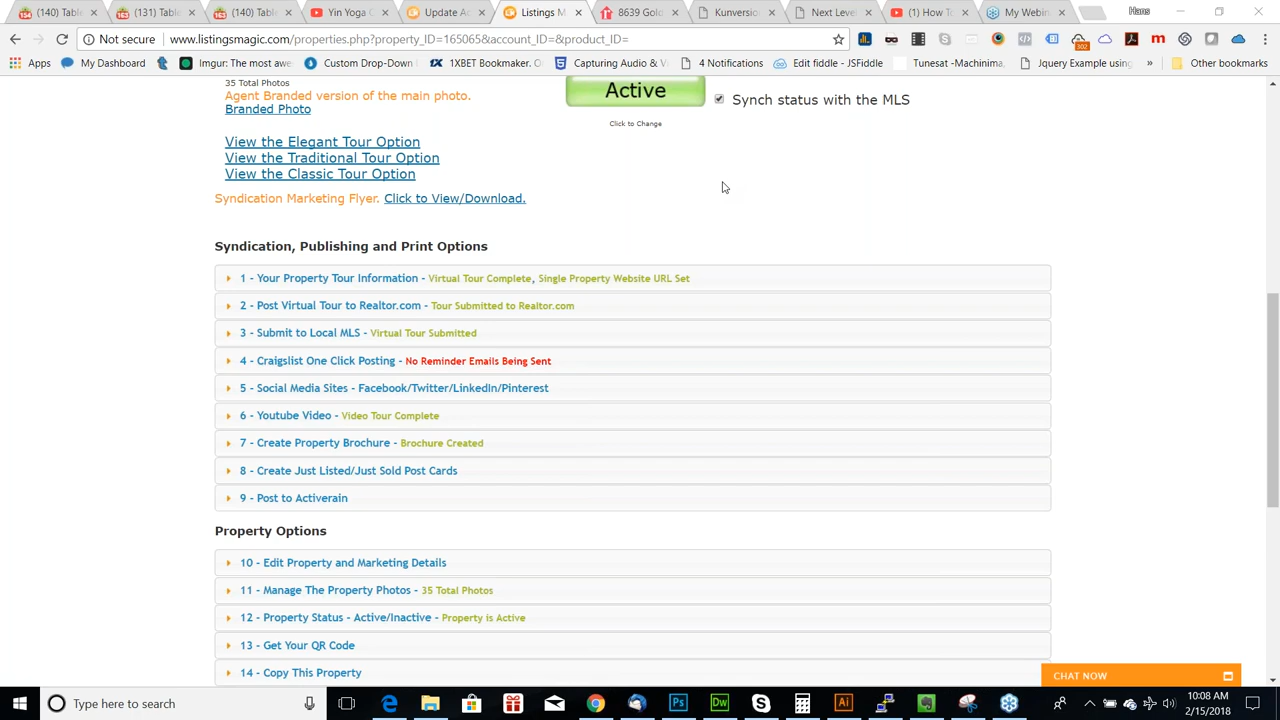 (140) Table
(131) Table
(140) Table
Yin Yoga C
Update Ac
Listings M
8639 Gold
Kunversion
Next Level
(1) How T
My Webin
Hans
Not secure www.listingsmagic.com/properties.php?property_ID=165065&account_ID=&product_ID=
Apps My Dashboard Imgur: The most awe Custom Drop-Down 1XBET Bookmaker. O Capturing Audio & Vi 4 Notifications Edit fiddle - JSFiddle Tunesat - Machinima Jquery Example using » Other bookmarks
35 Total Photos
Agent Branded version of the main photo.
Branded Photo
Active
Synch status with the MLS
Click to Change
View the Elegant Tour Option
View the Traditional Tour Option
View the Classic Tour Option
Syndication Marketing Flyer. Click to View/Download.
Syndication, Publishing and Print Options
1 - Your Property Tour Information - Virtual Tour Complete, Single Property Website URL Set
2 - Post Virtual Tour to Realtor.com - Tour Submitted to Realtor.com
3 - Submit to Local MLS - Virtual Tour Submitted
4 - Craigslist One Click Posting - No Reminder Emails Being Sent
5 - Social Media Sites - Facebook/Twitter/LinkedIn/Pinterest
6 - Youtube Video - Video Tour Complete
7 - Create Property Brochure - Brochure Created
8 - Create Just Listed/Just Sold Post Cards
9 - Post to Activerain
Property Options
10 - Edit Property and Marketing Details
11 - Manage The Property Photos - 35 Total Photos
12 - Property Status - Active/Inactive - Property is Active
13 - Get Your QR Code
14 - Copy This Property
CHAT NOW
Type here to search
10:08 AM
2/15/2018